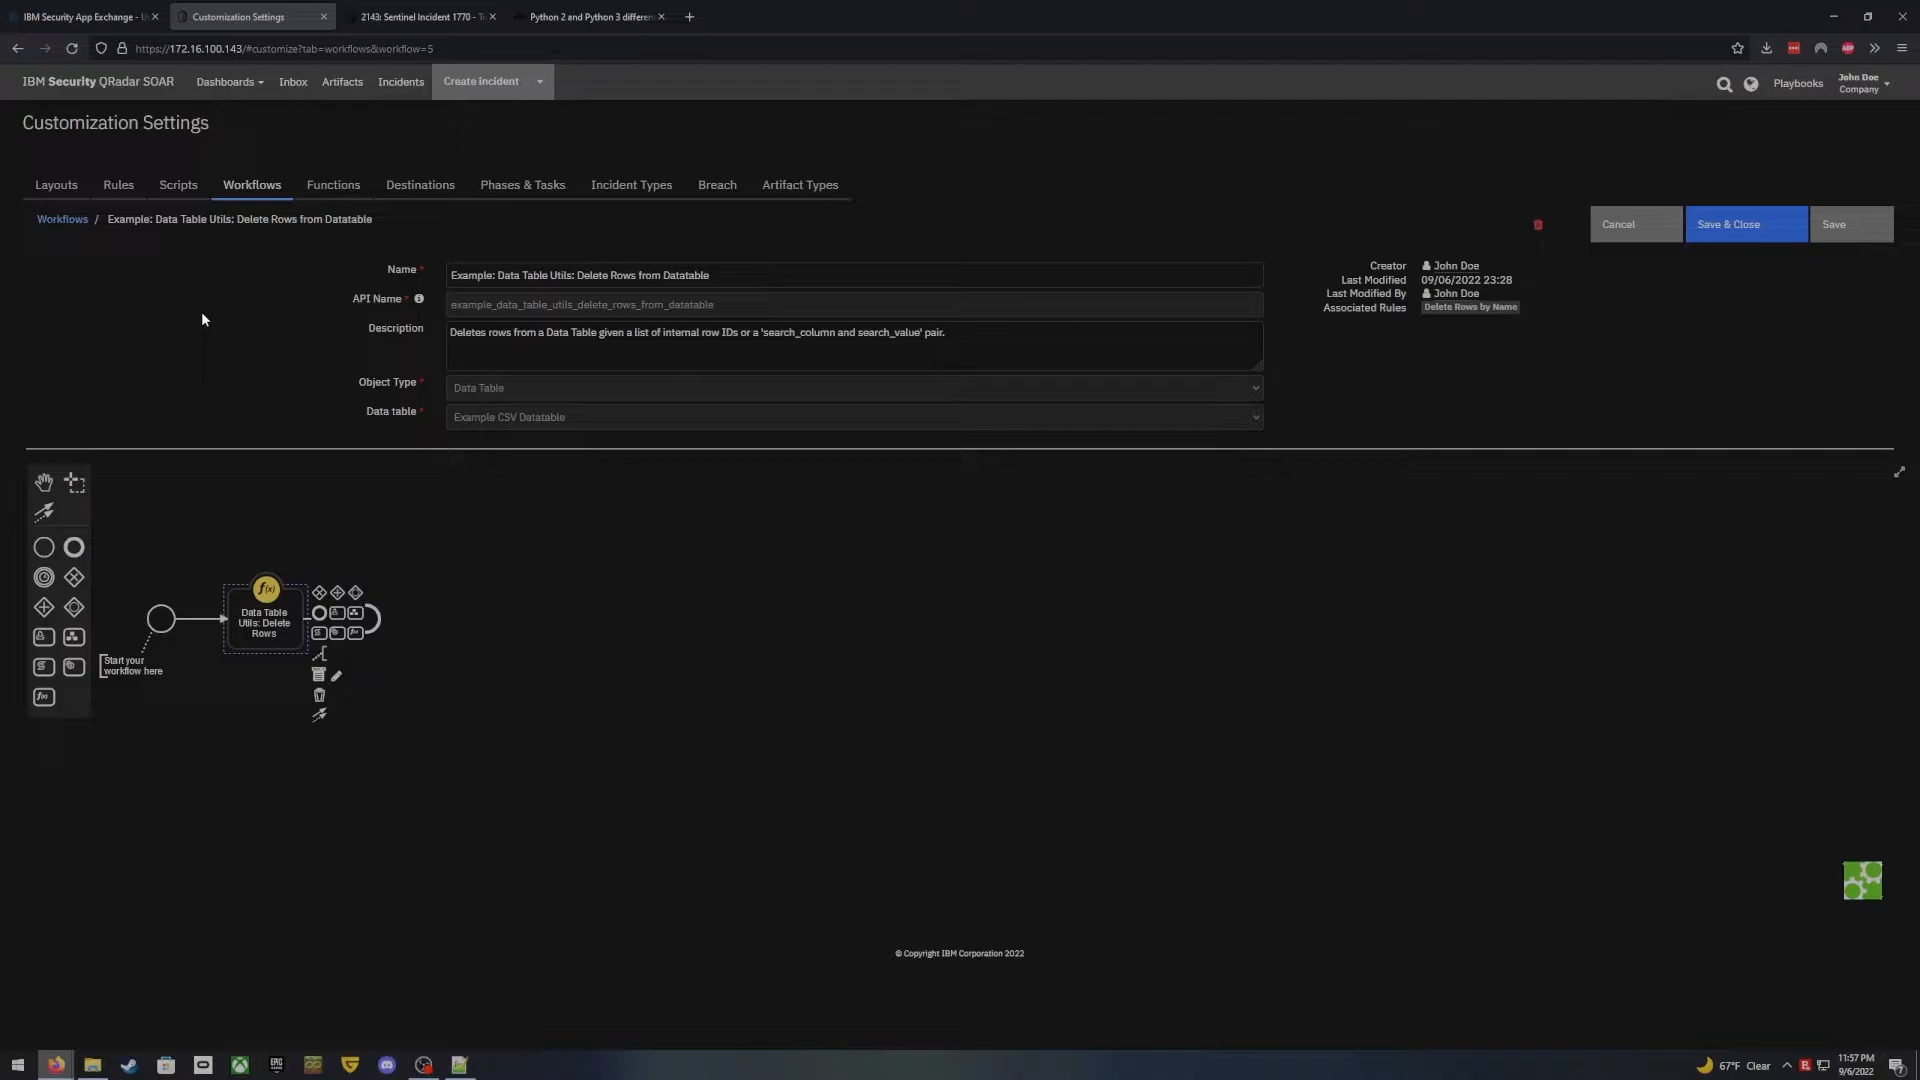 IBM Security App Exchange - U
Customization Settings
2143: Sentinel Incident 1770 - T
Python 2 and Python 3 differen
https://172.16.100.143/#customize?tab=workflows&workflow=5
IBM Security QRadar SOAR
Dashboards
Inbox
Artifacts
Incidents
Create incident
Playbooks
John Doe
Company
Customization Settings
Layouts
Rules
Scripts
Workflows
Functions
Destinations
Phases & Tasks
Incident Types
Breach
Artifact Types
Workflows / Example: Data Table Utils: Delete Rows from Datatable
Cancel
Save & Close
Save
Name *
Example: Data Table Utils: Delete Rows from Datatable
API Name *
example_data_table_utils_delete_rows_from_datatable
Description
Deletes rows from a Data Table given a list of internal row IDs or a 'search_column and search_value' pair.
Object Type *
Data Table
Data table *
Example CSV Datatable
Creator
John Doe
Last Modified
09/06/2022 23:28
Last Modified By
John Doe
Associated Rules
Delete Rows by Name
f(x)
Data Table
Utils: Delete
Rows
Start your
workflow here
© Copyright IBM Corporation 2022
67°F Clear
11:57 PM
9/6/2022